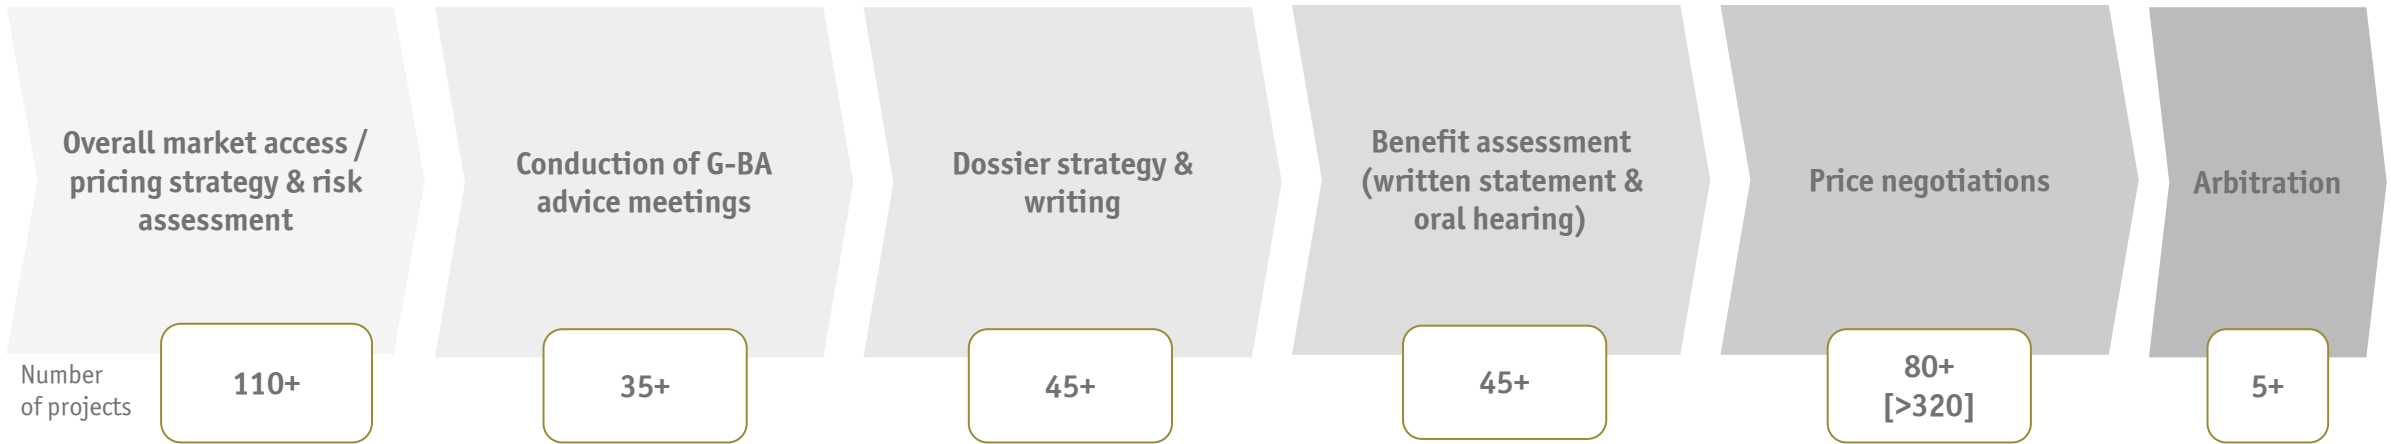 Overall market access /
pricing strategy & risk
assessment
Conduction of G-BA
advice meetings
Dossier strategy &
writing
Benefit assessment
(written statement &
oral hearing)
Price negotiations
Arbitration
Number
of projects
110+
35+
45+
45+
80+
[>320]
5+